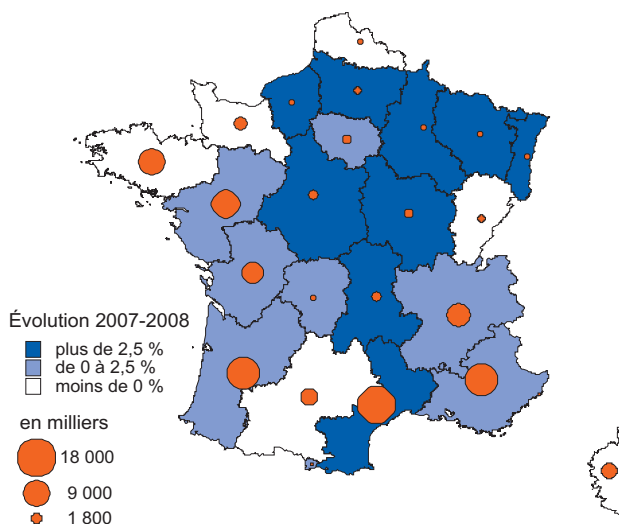 Évolution 2007-2008
plus de 2,5 %
de 0 à 2,5 %
moins de 0 %
en milliers
18 000
9 000
1 800